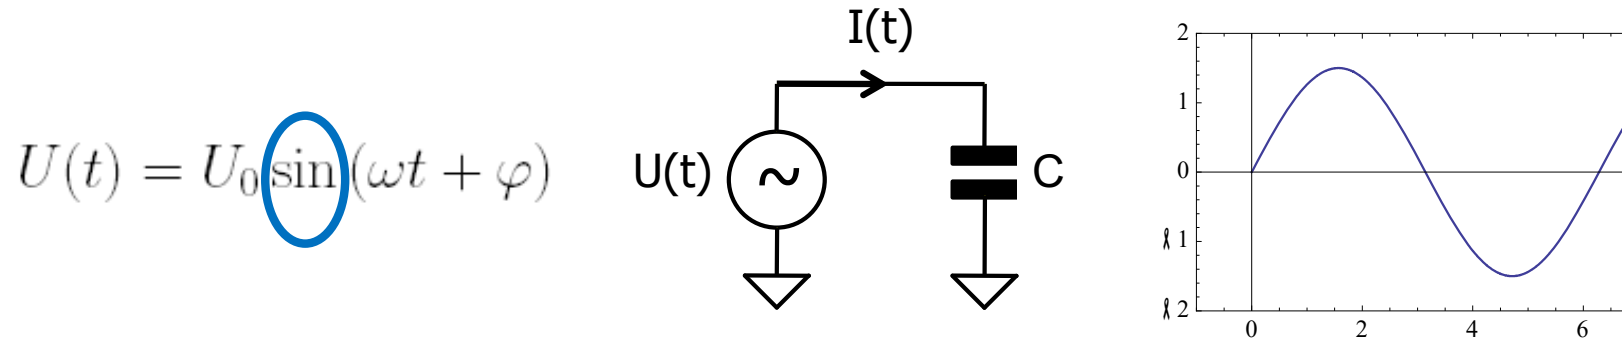 U(t) = U₀ sin (ωt + φ)
I(t)
U(t)
~
C
2
1
0
ℓ 1
ℓ 2
0 2 4 6